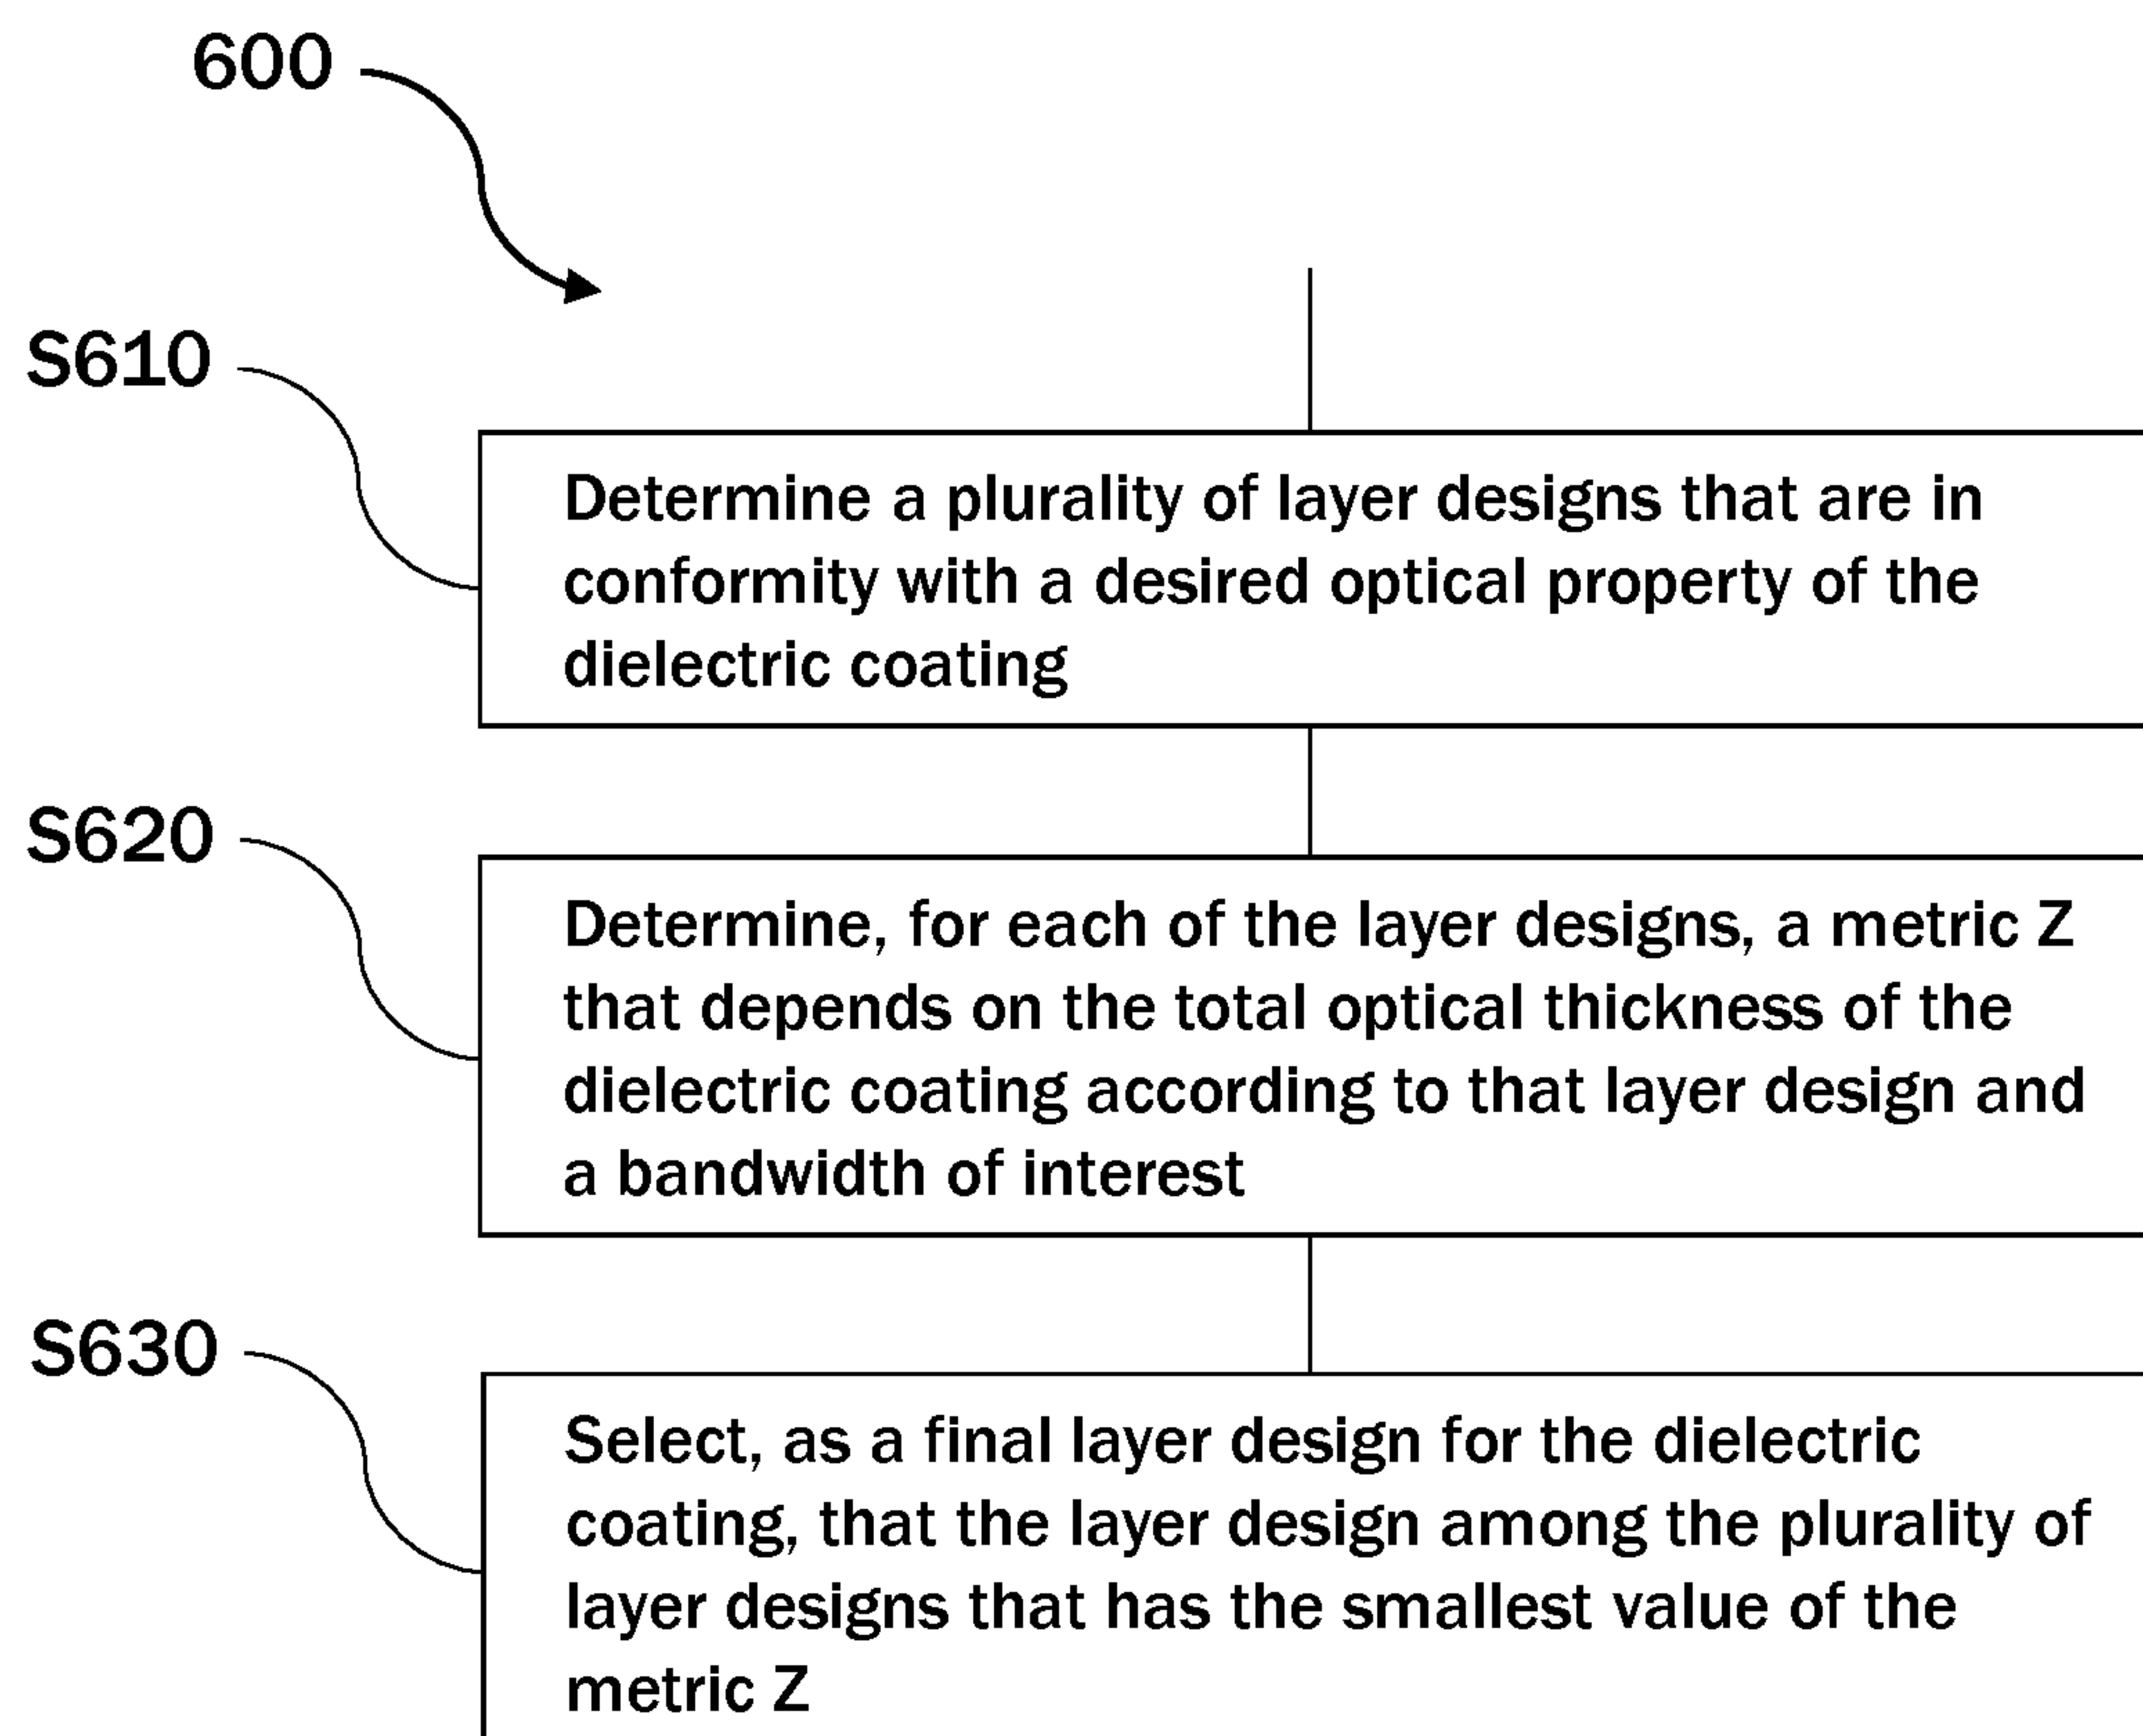 600
S610
Determine a plurality of layer designs that are in
conformity with a desired optical property of the
dielectric coating
S620
Determine, for each of the layer designs, a metric Z
that depends on the total optical thickness of the
dielectric coating according to that layer design and
a bandwidth of interest
S630
Select, as a final layer design for the dielectric
coating, that the layer design among the plurality of
layer designs that has the smallest value of the
metric Z